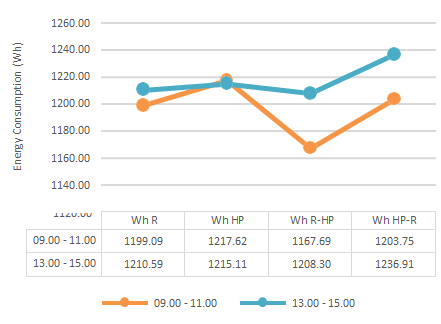 1260.00
1240.00
1220.00
1200.00
1180.00
1160.00
1140.00
1120.00
Energy Consumption (Wh)
Wh R Wh HP Wh R-HP Wh HP-R
09.00 - 11.00 1199.09 1217.62 1167.69 1203.75
13.00 - 15.00 1210.59 1215.11 1208.30 1236.91
09.00 - 11.00 13.00 - 15.00